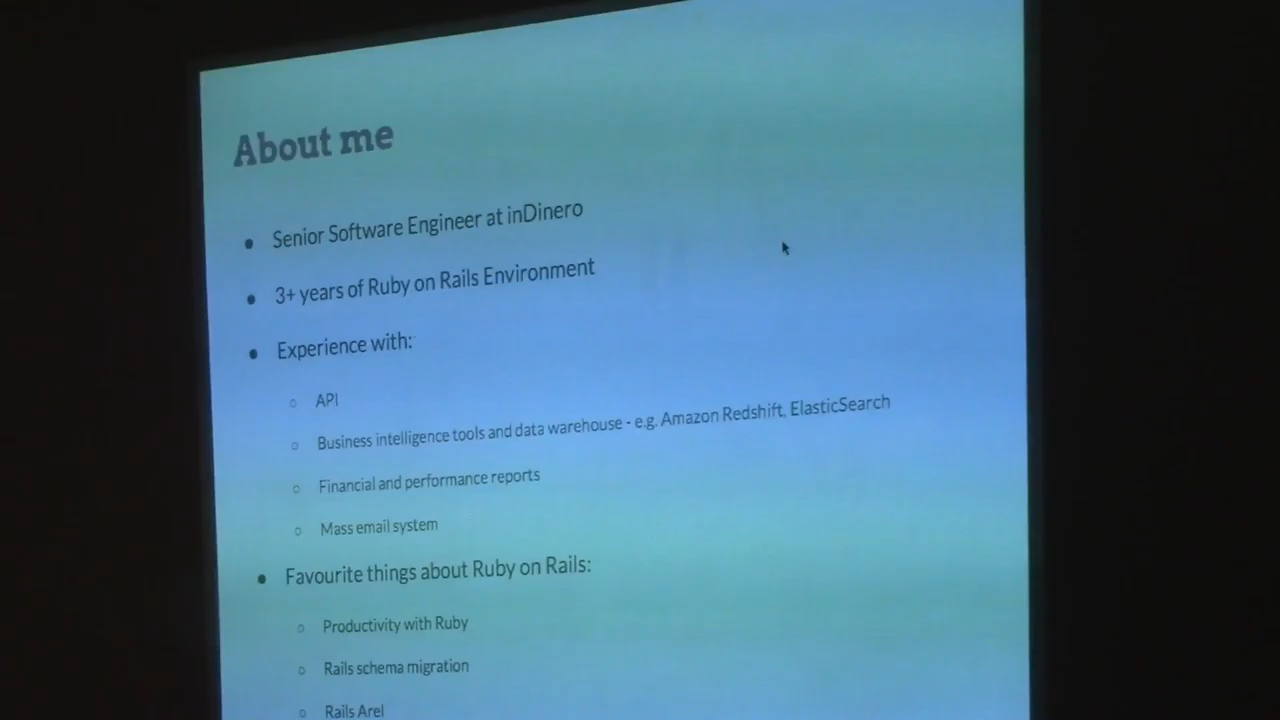 About me
Senior Software Engineer at inDinero
3+ years of Ruby on Rails Environment
Experience with:
API
Business intelligence tools and data warehouse - e.g. Amazon Redshift, ElasticSearch
Financial and performance reports
Mass email system
Favourite things about Ruby on Rails:
Productivity with Ruby
Rails schema migration
Rails Arel